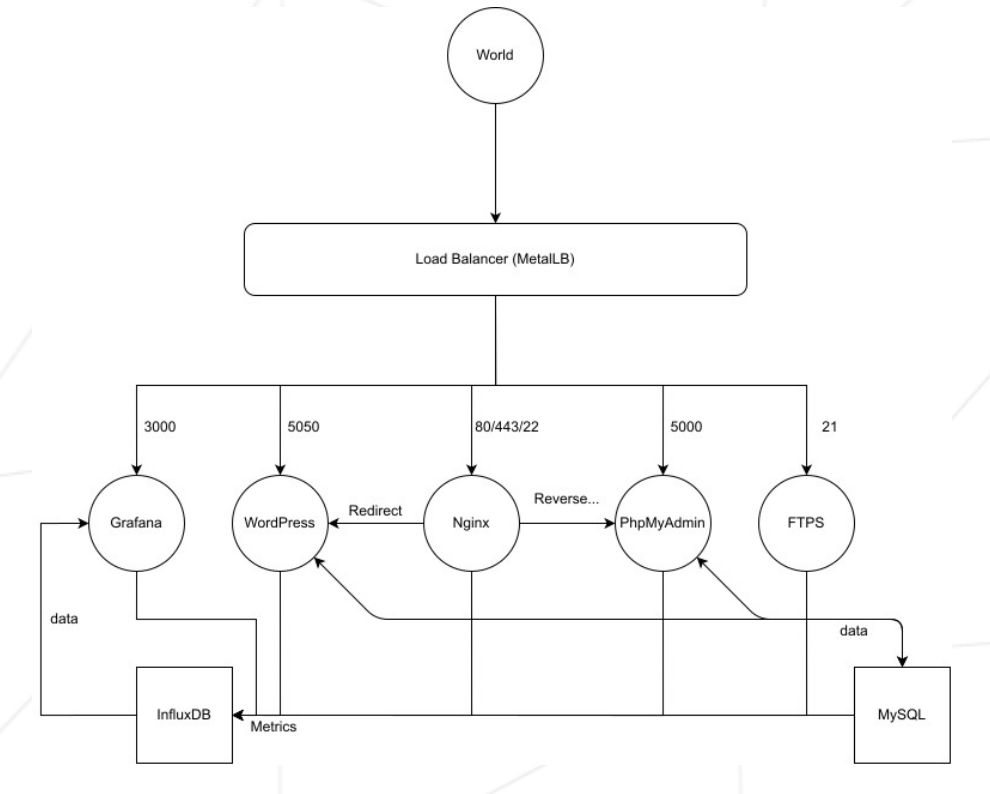 World
Load Balancer (MetalLB)
3000
5050
80/443/22
5000
21
Grafana
WordPress
Redirect
Nginx
Reverse...
PhpMyAdmin
FTPS
data
data
InfluxDB
Metrics
MySQL